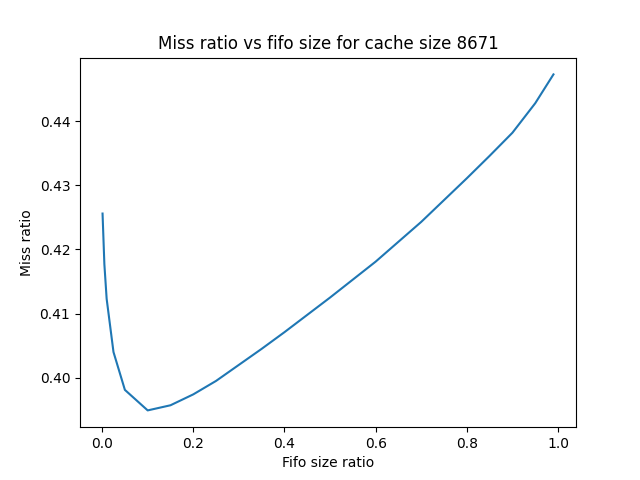 Miss ratio vs fifo size for cache size 8671
Miss ratio
0.44
0.43
0.42
0.41
0.40
0.0 0.2 0.4 0.6 0.8 1.0
Fifo size ratio